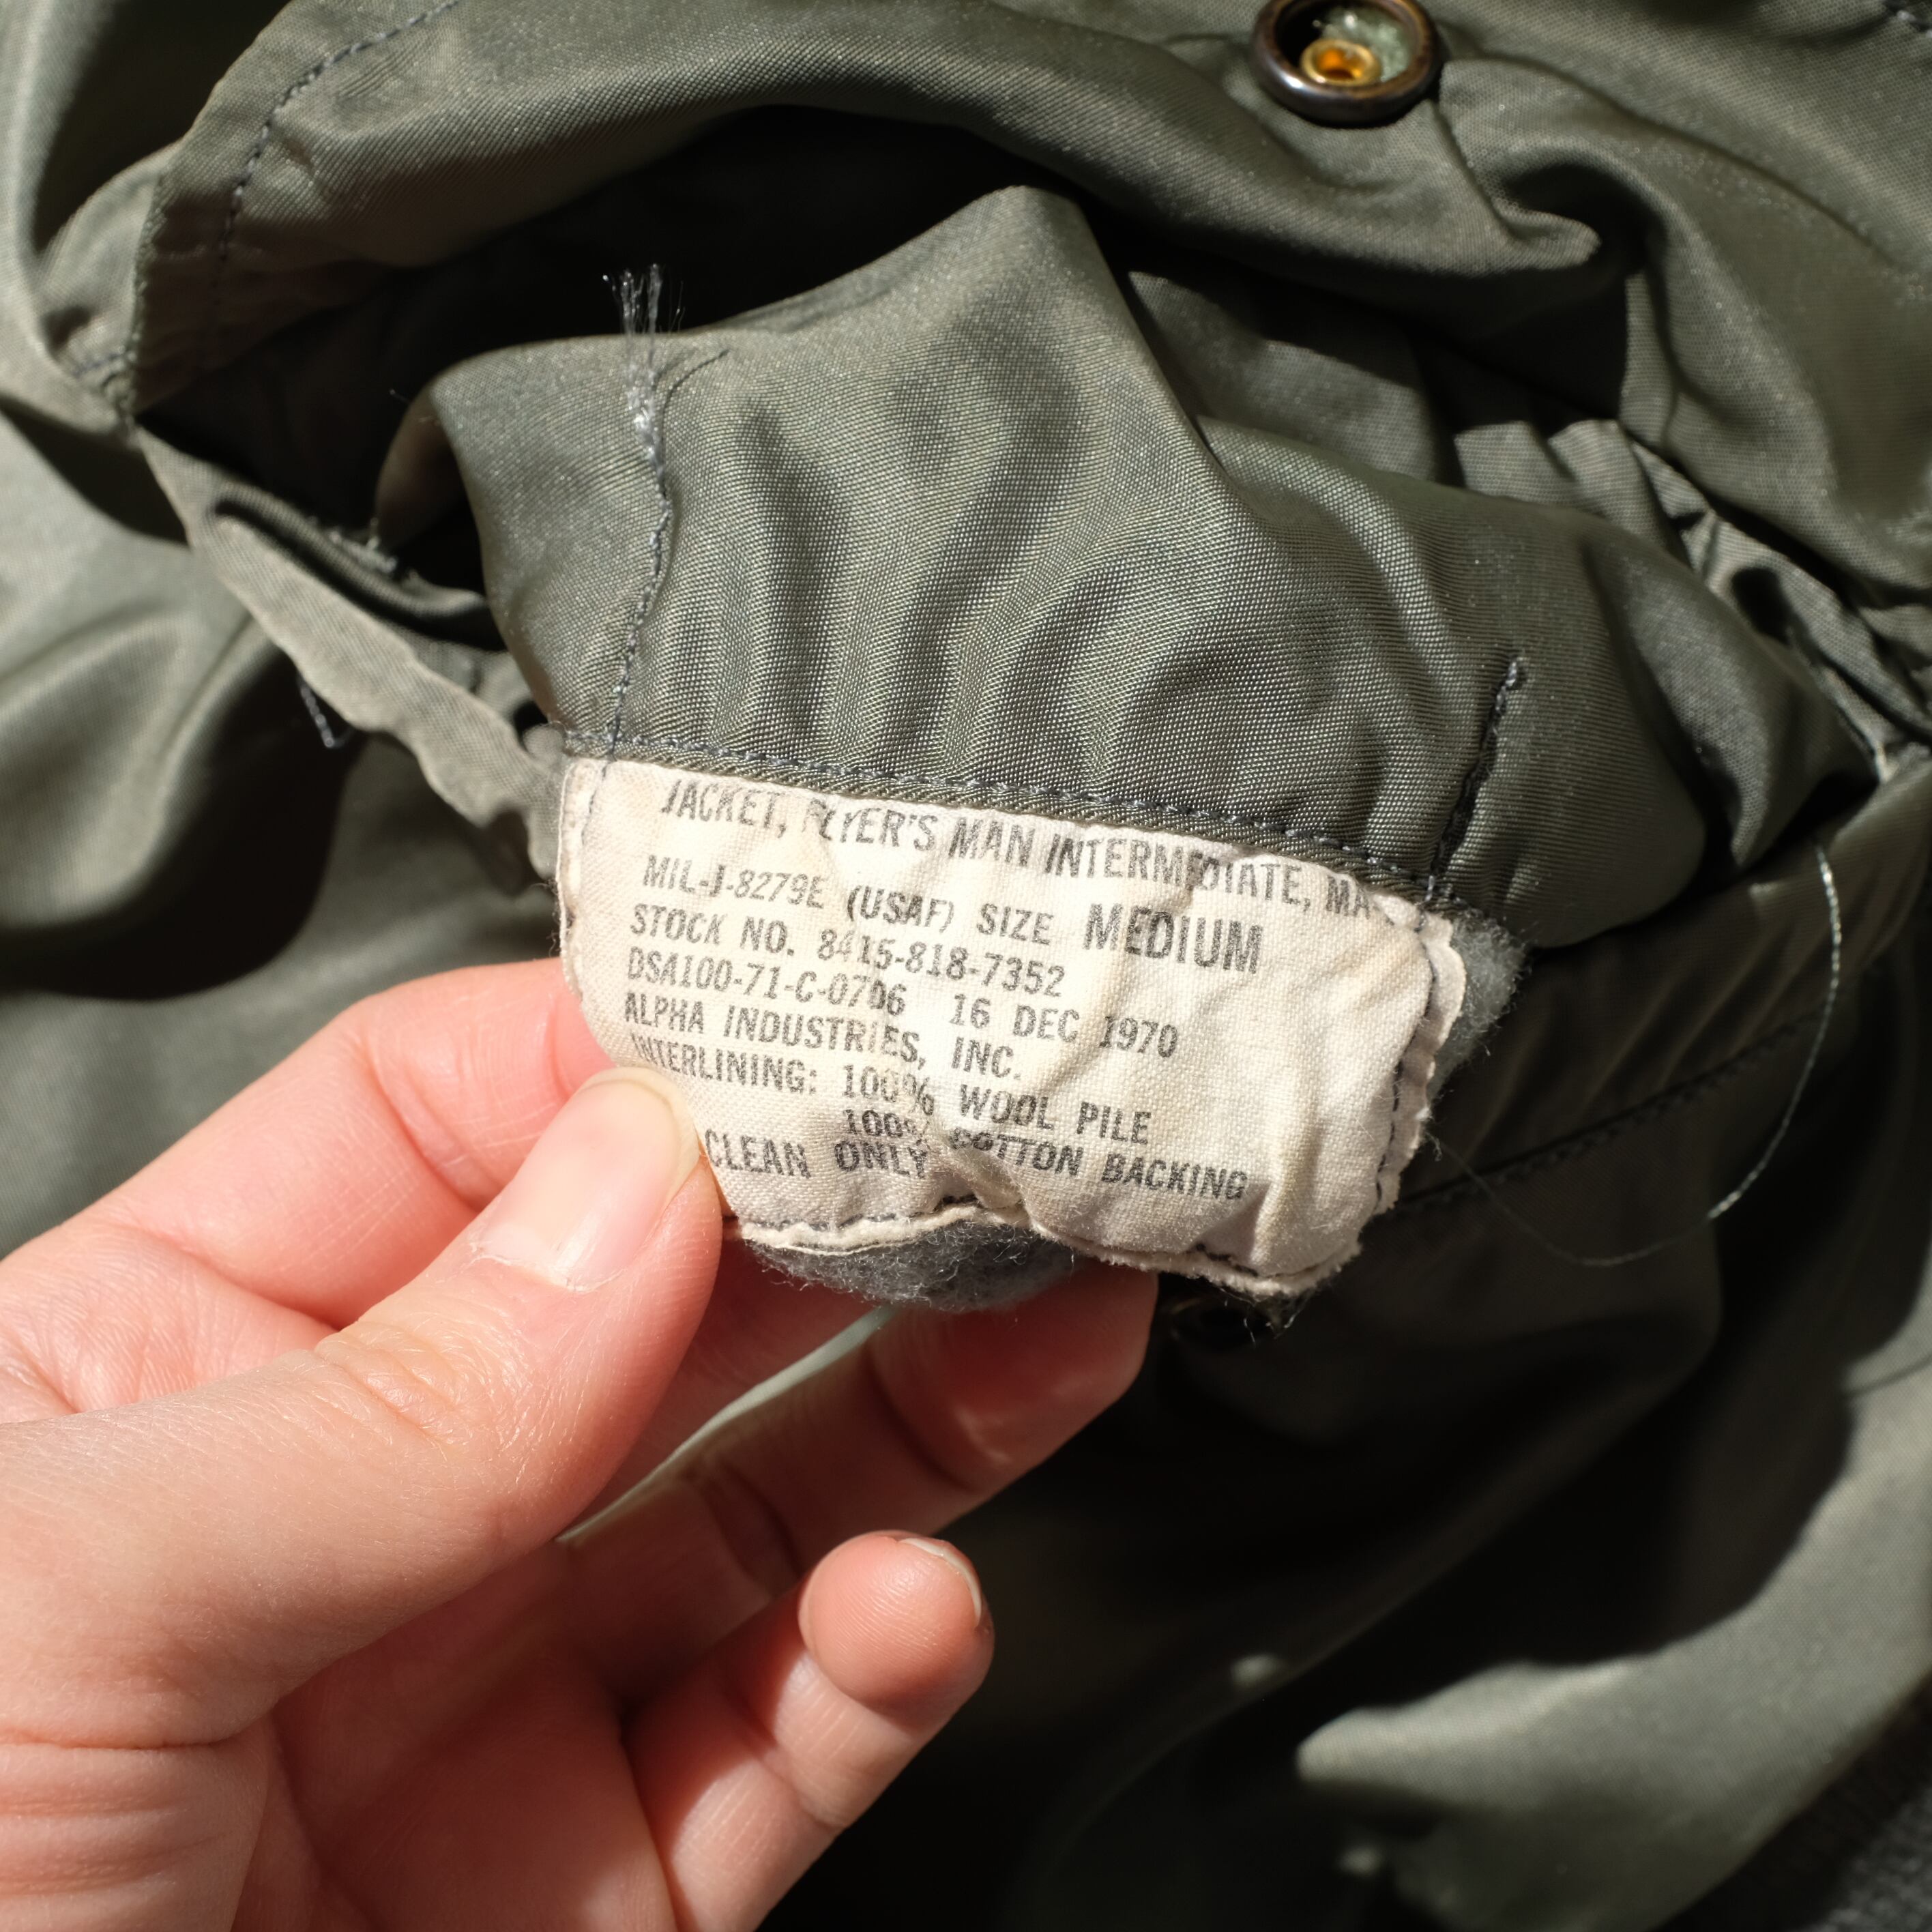 JACKET, FLYER'S MAN INTERMEDIATE, MA
MIL-J-8279E (USAF) SIZE MEDIUM
STOCK NO. 8415-818-7352
DSA100-71-C-0706 16 DEC 1970
ALPHA INDUSTRIES, INC.
INTERLINING: 100% WOOL PILE
100% COTTON BACKING
CLEAN ONLY